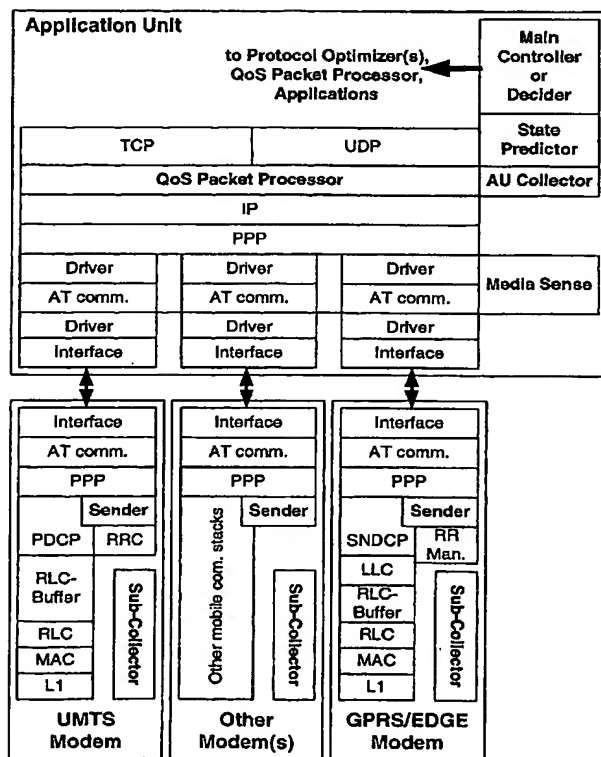 Application Unit
to Protocol Optimizer(s),
QoS Packet Processor,
Applications
Main
Controller
or
Decider
State
Predictor
TCP
UDP
QoS Packet Processor
AU Collector
IP
PPP
Driver
Driver
Driver
Media Sense
AT comm.
AT comm.
AT comm.
Driver
Driver
Driver
Interface
Interface
Interface
Interface
AT comm.
PPP
Sender
PDCP
RRC
RLC-
Buffer
RLC
MAC
L1
Sub-Collector
UMTS
Modem
Interface
AT comm.
PPP
Sender
Other mobile com. stacks
Sub-Collector
Other
Modem(s)
Interface
AT comm.
PPP
Sender
SNDCP
RR
Man.
LLC
RLC-
Buffer
RLC
MAC
L1
Sub-Collector
GPRS/EDGE
Modem